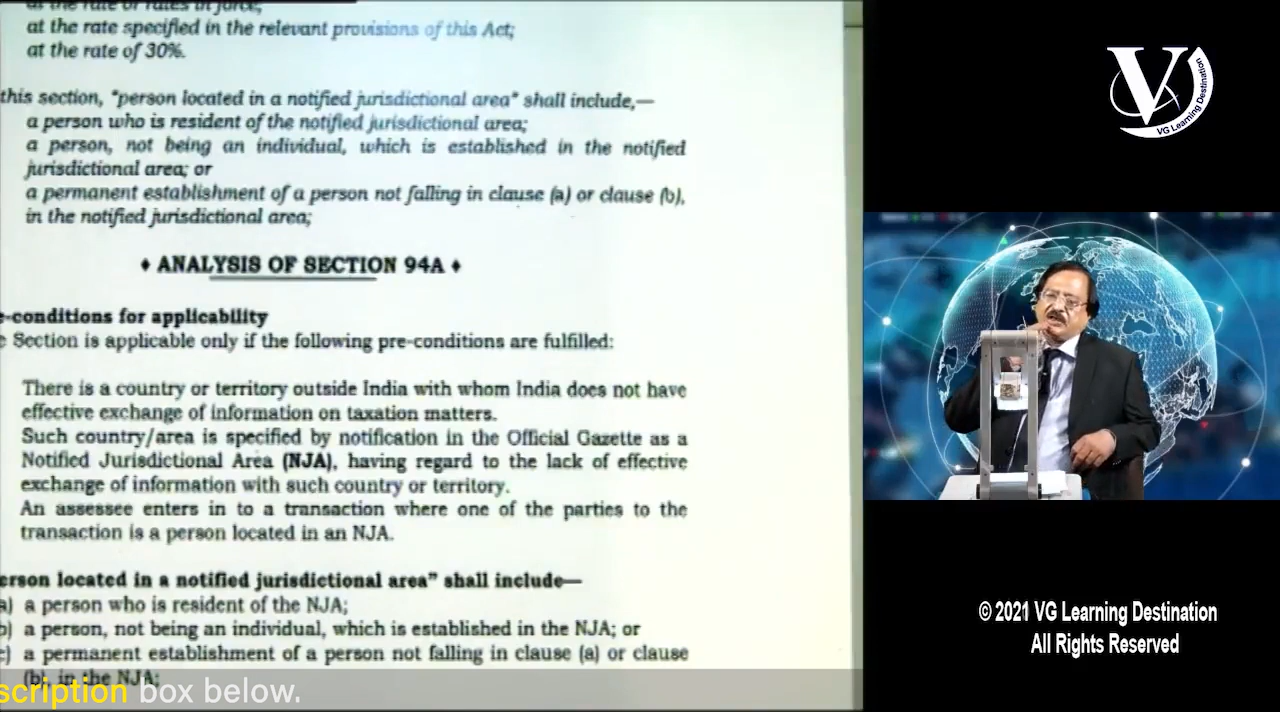 at the rate or rates in force;
at the rate specified in the relevant provisions of this Act;
at the rate of 30%.
this section, "person located in a notified jurisdictional area" shall include,—
a person who is resident of the notified jurisdictional area;
a person, not being an individual, which is established in the notified
jurisdictional area; or
a permanent establishment of a person not falling in clause (a) or clause (b),
in the notified jurisdictional area;
♦ ANALYSIS OF SECTION 94A ♦
e-conditions for applicability
e Section is applicable only if the following pre-conditions are fulfilled:
There is a country or territory outside India with whom India does not have
effective exchange of information on taxation matters.
Such country/area is specified by notification in the Official Gazette as a
Notified Jurisdictional Area (NJA), having regard to the lack of effective
exchange of information with such country or territory.
An assessee enters in to a transaction where one of the parties to the
transaction is a person located in an NJA.
erson located in a notified jurisdictional area" shall include—
a) a person who is resident of the NJA;
b) a person, not being an individual, which is established in the NJA; or
c) a permanent establishment of a person not falling in clause (a) or clause
(b), in the NJA;
scription box below.
V
VG Learning Destination
© 2021 VG Learning Destination
All Rights Reserved